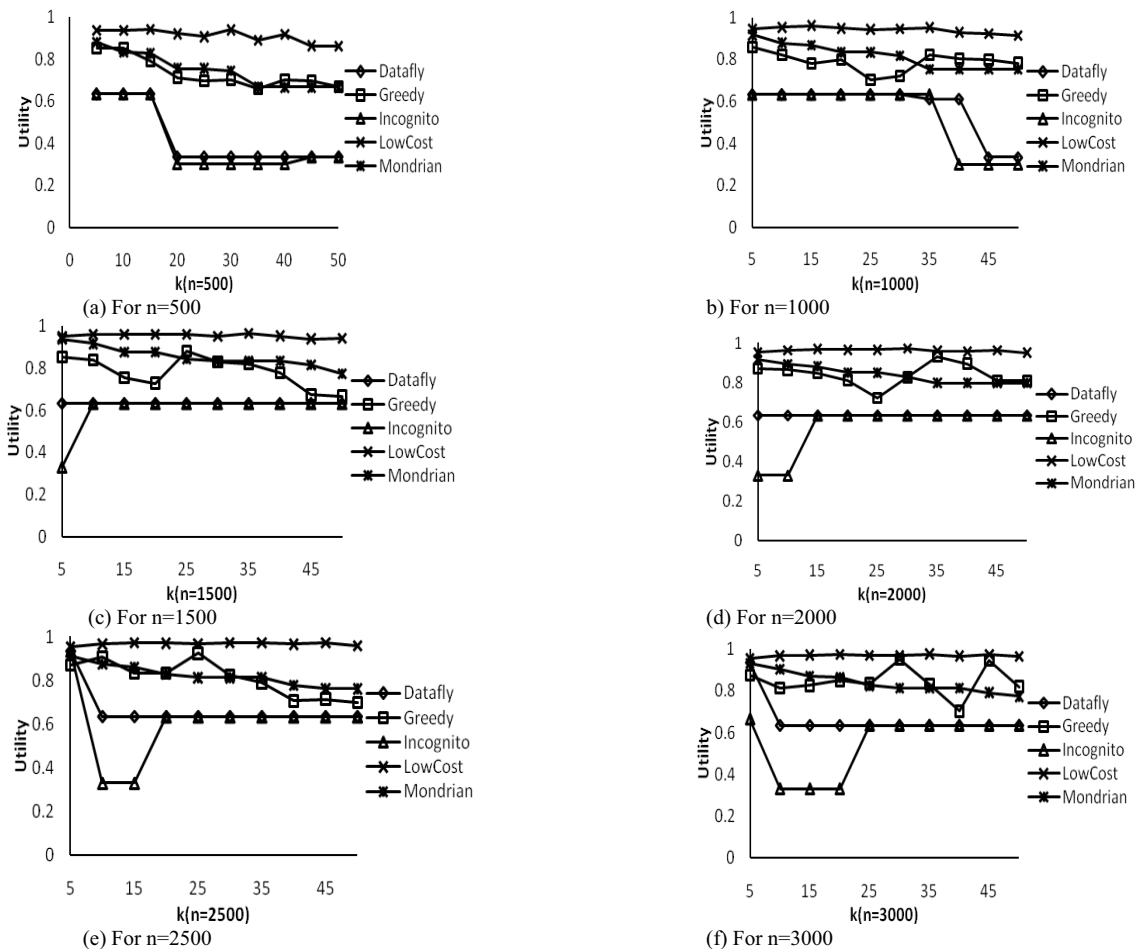 1
0.8
0.6
0.4
0.2
0
Utility
0 10 20 30 40 50
k(n=500)
Datafly
Greedy
Incognito
LowCost
Mondrian
(a) For n=500
1
0.8
0.6
0.4
0.2
0
Utility
5 15 25 35 45
k(n=1000)
Datafly
Greedy
Incognito
LowCost
Mondrian
b) For n=1000
1
0.8
0.6
0.4
0.2
0
Utility
5 15 25 35 45
k(n=1500)
Datafly
Greedy
Incognito
LowCost
Mondrian
(c) For n=1500
1
0.8
0.6
0.4
0.2
0
Utility
5 15 25 35 45
k(n=2000)
Datafly
Greedy
Incognito
LowCost
Mondrian
(d) For n=2000
1
0.8
0.6
0.4
0.2
0
Utility
5 15 25 35 45
k(n=2500)
Datafly
Greedy
Incognito
LowCost
Mondrian
(e) For n=2500
1
0.8
0.6
0.4
0.2
0
Utility
5 15 25 35 45
k(n=3000)
Datafly
Greedy
Incognito
LowCost
Mondrian
(f) For n=3000